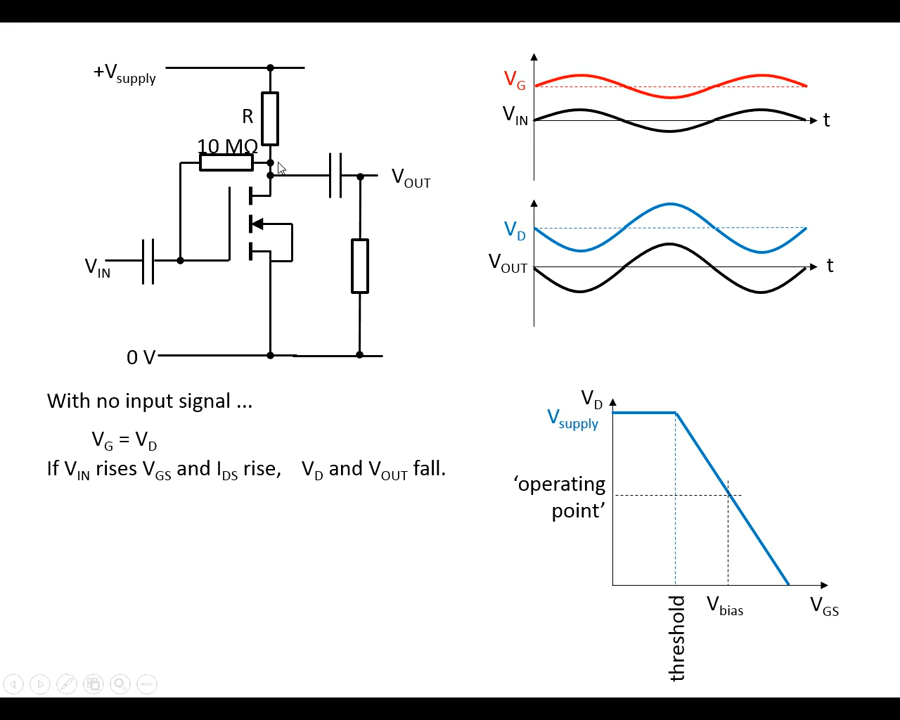 +Vsupply
R
10 MΩ
VOUT
VIN
0 V
VG
VIN
t
VD
VOUT
t
With no input signal ...
VG = VD
If VIN rises VGS and IDS rise, VD and VOUT fall.
VD
Vsupply
‘operating
point’
threshold
Vbias
VGS